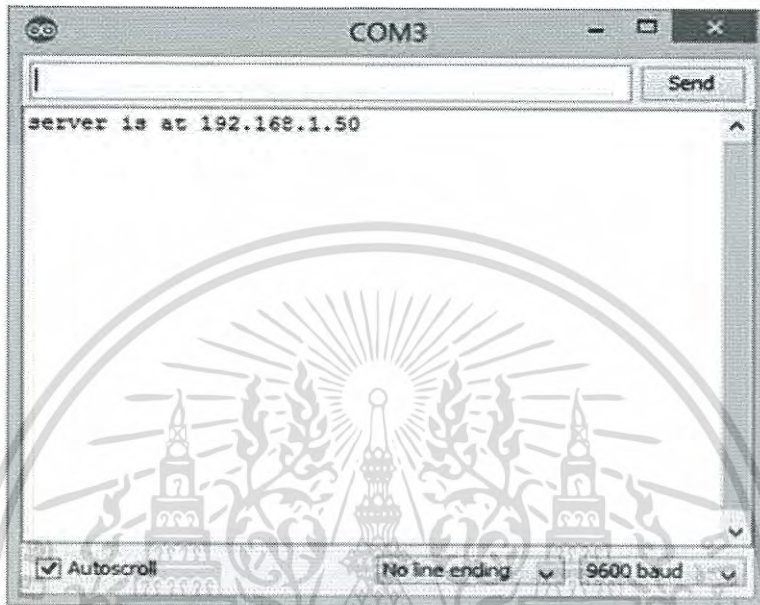 COM3
Send
server is at 192.168.1.50
Autoscroll
No line ending
9600 baud